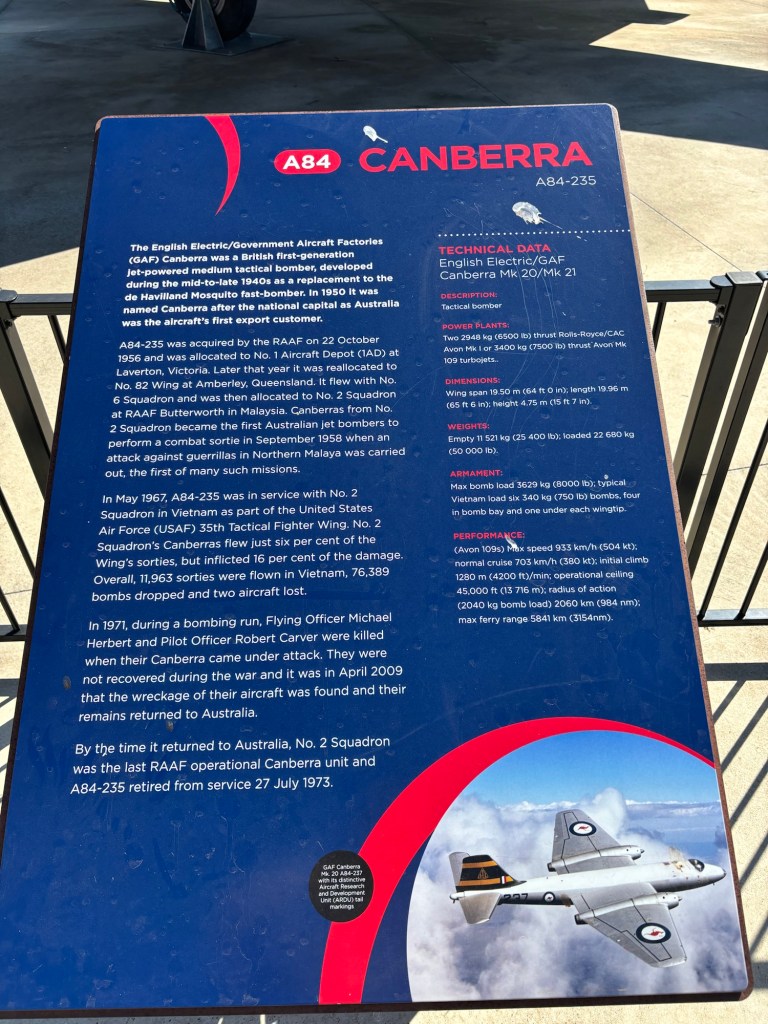 A84 CANBERRA
A84-235
The English Electric/Government Aircraft Factories
(GAF) Canberra was a British first-generation
jet-powered medium tactical bomber, developed
during the mid-to-late 1940s as a replacement to the
de Havilland Mosquito fast-bomber. In 1950 it was
named Canberra after the national capital as Australia
was the aircraft's first export customer.
A84-235 was acquired by the RAAF on 22 October
1956 and was allocated to No. 1 Aircraft Depot (1AD) at
Laverton, Victoria. Later that year it was reallocated to
No. 82 Wing at Amberley, Queensland. It flew with No.
6 Squadron and was then allocated to No. 2 Squadron
at RAAF Butterworth in Malaysia. Canberras from No.
2 Squadron became the first Australian jet bombers to
perform a combat sortie in September 1958 when an
attack against guerrillas in Northern Malaya was carried
out, the first of many such missions.
In May 1967, A84-235 was in service with No. 2
Squadron in Vietnam as part of the United States
Air Force (USAF) 35th Tactical Fighter Wing. No. 2
Squadron's Canberras flew just six per cent of the
Wing's sorties, but inflicted 16 per cent of the damage.
Overall, 11,963 sorties were flown in Vietnam, 76,389
bombs dropped and two aircraft lost.
In 1971, during a bombing run, Flying Officer Michael
Herbert and Pilot Officer Robert Carver were killed
when their Canberra came under attack. They were
not recovered during the war and it was in April 2009
that the wreckage of their aircraft was found and their
remains returned to Australia.
By the time it returned to Australia, No. 2 Squadron
was the last RAAF operational Canberra unit and
A84-235 retired from service 27 July 1973.
TECHNICAL DATA
English Electric/GAF
Canberra Mk 20/Mk 21
DESCRIPTION:
Tactical bomber
POWER PLANTS:
Two 2948 kg (6500 lb) thrust Rolls-Royce/CAC
Avon Mk I or 3400 kg (7500 lb) thrust Avon Mk
109 turbojets..
DIMENSIONS:
Wing span 19.50 m (64 ft 0 in); length 19.96 m
(65 ft 6 in); height 4.75 m (15 ft 7 in).
WEIGHTS:
Empty 11 521 kg (25 400 lb); loaded 22 680 kg
(50 000 lb).
ARMAMENT:
Max bomb load 3629 kg (8000 lb); typical
Vietnam load six 340 kg (750 lb) bombs, four
in bomb bay and one under each wingtip.
PERFORMANCE:
(Avon 109s) Max speed 933 km/h (504 kt);
normal cruise 703 km/h (380 kt); initial climb
1280 m (4200 ft)/min; operational ceiling
45,000 ft (13 716 m); radius of action
(2040 kg bomb load) 2060 km (984 nm);
max ferry range 5841 km (3154nm).
GAF Canberra
Mk. 20 A84-237
with its distinctive
Aircraft Research
and Development
Unit (ARDU) tail
markings
237